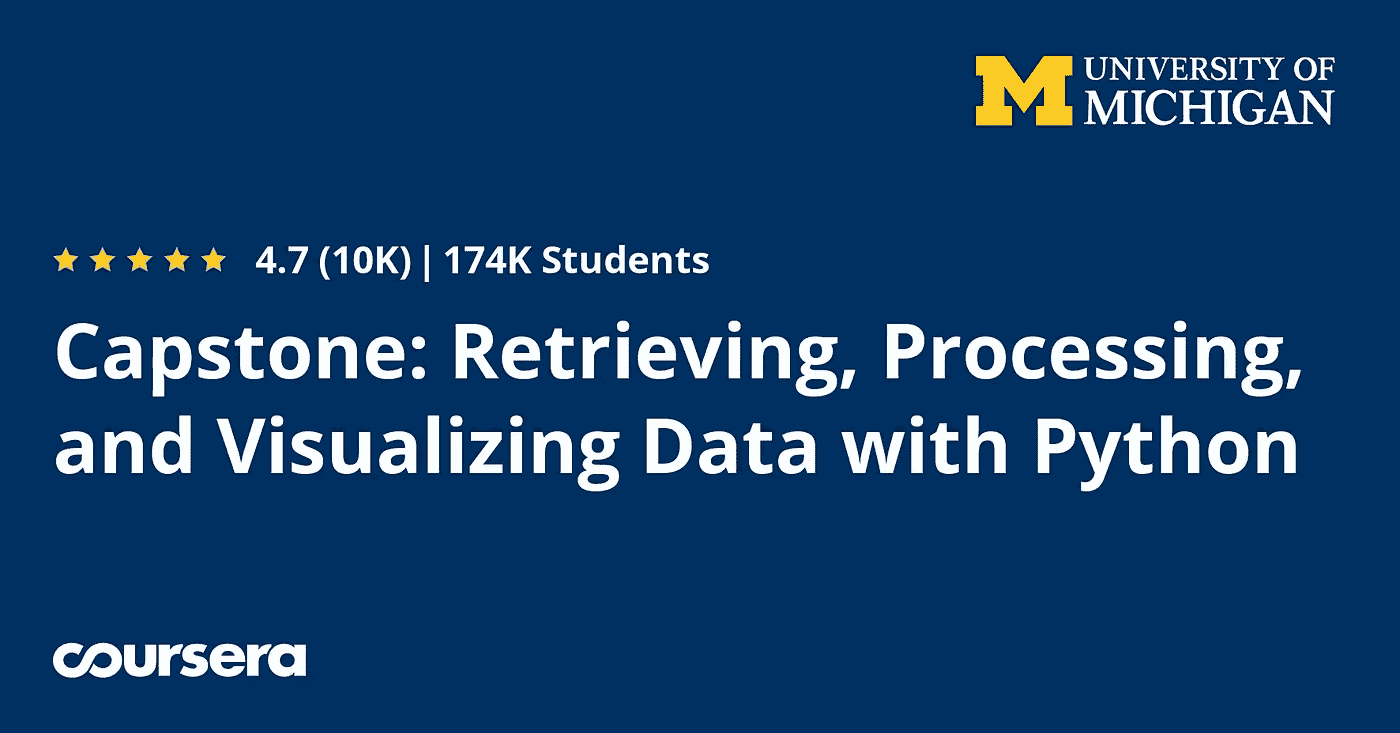 M UNIVERSITY OF
MICHIGAN
4.7 (10K) | 174K Students
Capstone: Retrieving, Processing,
and Visualizing Data with Python
coursera